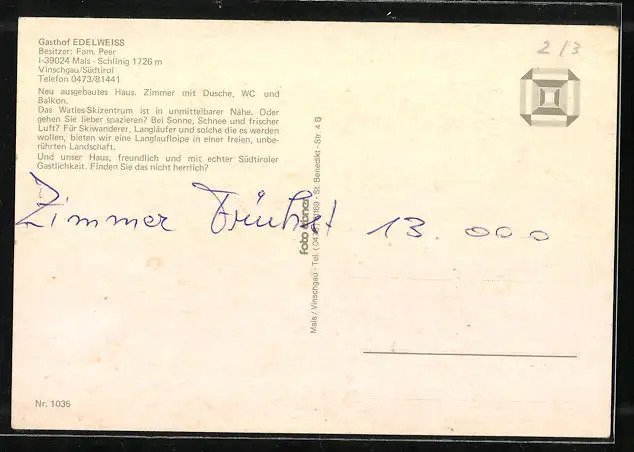 Gasthof EDELWEISS
Besitzer: Fam. Peer
I-39024 Mals - Schlinig 1726 m
Vinschgau/Südtirol
Telefon 0473/81441
Neu ausgebautes Haus. Zimmer mit Dusche, WC und
Balkon.
Das Watles-Skizentrum ist in unmittelbarer Nähe. Oder
gehen Sie lieber spazieren? Bei Sonne, Schnee und frischer
Luft? Für Skiwanderer, Langläufer und solche die es werden
wollen, bieten wir eine Langlaufloipe in einer freien, unbe-
rührten Landschaft.
Und unser Haus, freundlich und mit echter Südtiroler
Gastlichkeit. Finden Sie das nicht herrlich?
2/3
Zimmer Frühst 13.000
foto
Mals / Vinschgau - Tel. 169 - St. Benedikt - Str. 4 B
Nr. 1035